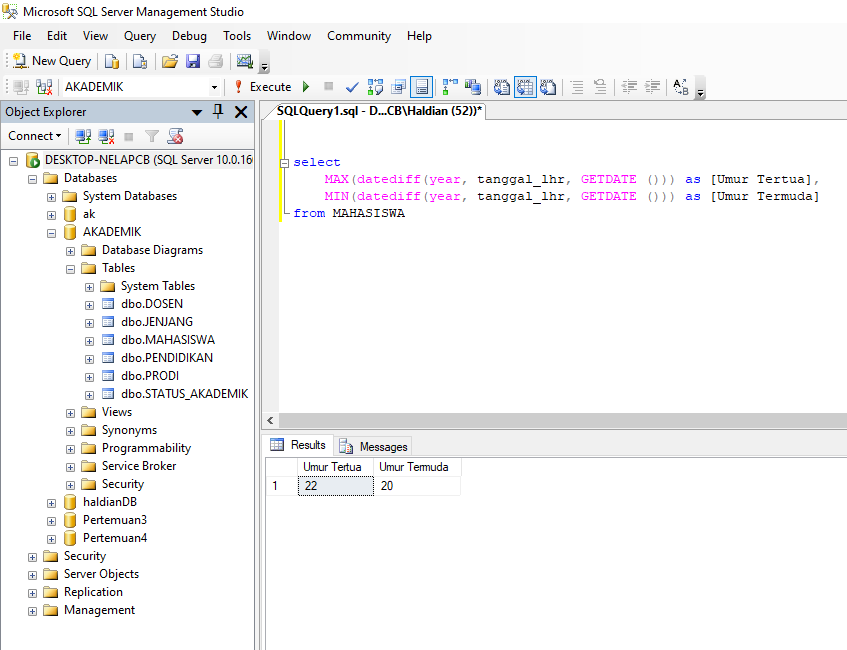 Microsoft SQL Server Management Studio
File Edit View Query Debug Tools Window Community Help
New Query
AKADEMIK Execute
Object Explorer
Connect
DESKTOP-NELAPCB (SQL Server 10.0.16
Databases
System Databases
ak
AKADEMIK
Database Diagrams
Tables
System Tables
dbo.DOSEN
dbo.JENJANG
dbo.MAHASISWA
dbo.PENDIDIKAN
dbo.PRODI
dbo.STATUS_AKADEMIK
Views
Synonyms
Programmability
Service Broker
Security
haldianDB
Pertemuan3
Pertemuan4
Security
Server Objects
Replication
Management
SQLQuery1.sql - D...CB\Haldian (52))*
select
MAX(datediff(year, tanggal_lhr, GETDATE ())) as [Umur Tertua],
MIN(datediff(year, tanggal_lhr, GETDATE ())) as [Umur Termuda]
from MAHASISWA
Results Messages
Umur Tertua Umur Termuda
1 22 20